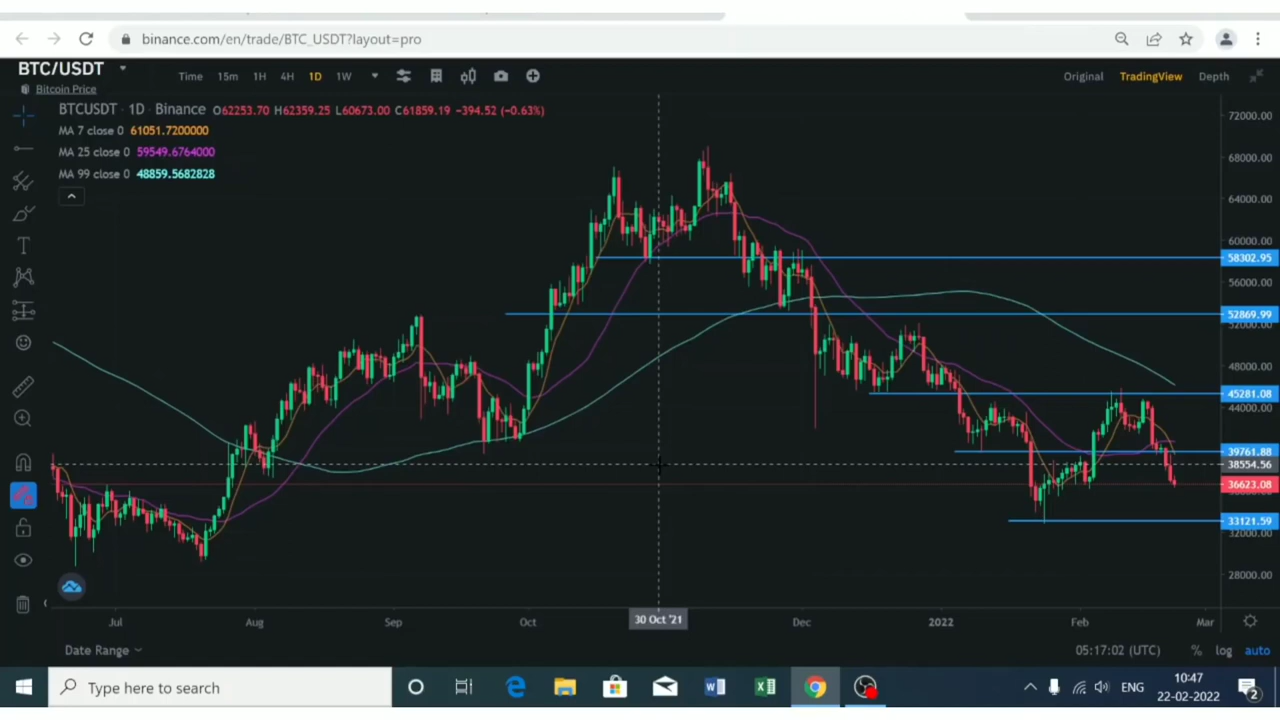 binance.com/en/trade/BTC_USDT?layout=pro
BTC/USDT
Bitcoin Price
Time 15m 1H 4H 1D 1W
Original TradingView Depth
BTCUSDT · 1D · Binance O62253.70 H62359.25 L60673.00 C61859.19 −394.52 (−0.63%)
MA 7 close 0 61051.7200000
MA 25 close 0 59549.6764000
MA 99 close 0 48859.5682828
72000.00
68000.00
64000.00
60000.00
58302.95
56000.00
52869.99
52000.00
48000.00
45281.08
44000.00
39761.88
38554.56
36623.08
33121.59
32000.00
28000.00
Jul Aug Sep Oct 30 Oct '21 Dec 2022 Feb Mar
Date Range 05:17:02 (UTC) % log auto
Type here to search
ENG
10:47
22-02-2022
2